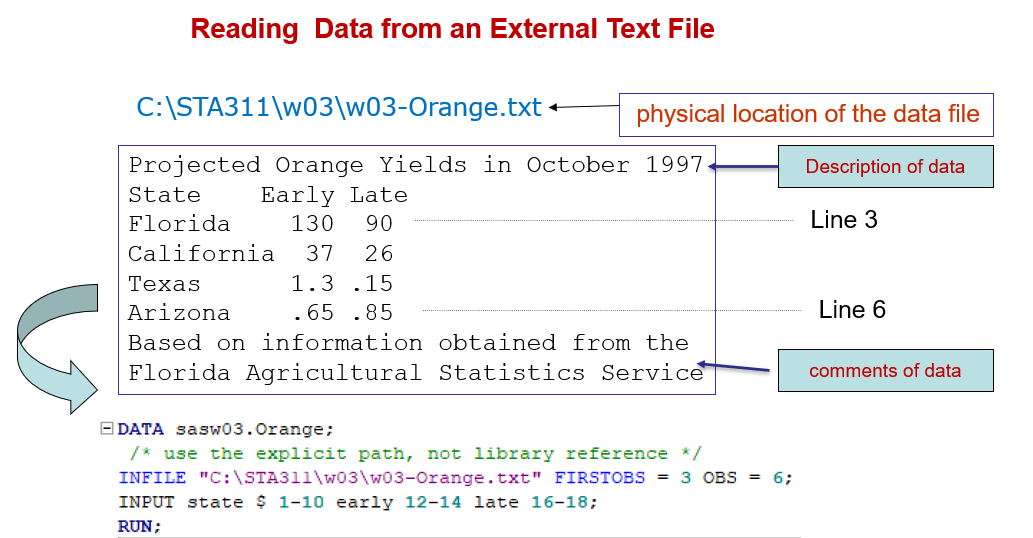 Reading  Data from an External Text File
C:\STA311\w03\w03-Orange.txt
physical location of the data file
Projected Orange Yields in October 1997
Description of data
State    Early Late
Florida    130  90
Line 3
California  37  26
Texas      1.3 .15
Arizona    .65 .85
Line 6
Based on information obtained from the
Florida Agricultural Statistics Service
comments of data
DATA sasw03.Orange;
/* use the explicit path, not library reference */
INFILE "C:\STA311\w03\w03-Orange.txt" FIRSTOBS = 3 OBS = 6;
INPUT state $ 1-10 early 12-14 late 16-18;
RUN;